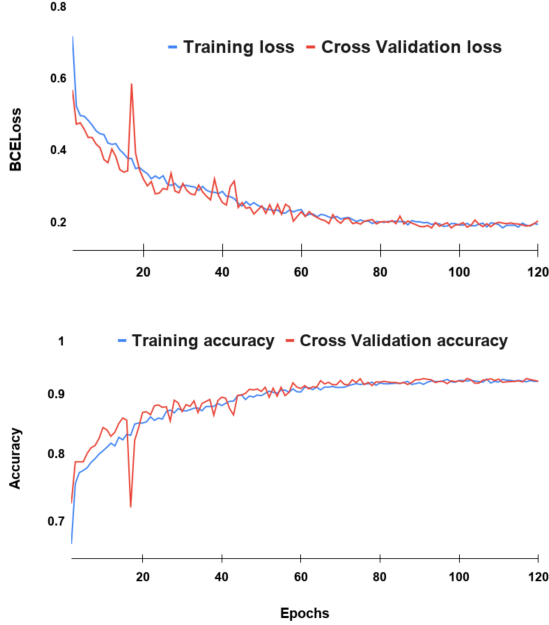 0.8
Training loss Cross Validation loss
0.6
BCELoss
0.4
0.2
20 40 60 80 100 120
1
Training accuracy Cross Validation accuracy
0.9
Accuracy
0.8
0.7
20 40 60 80 100 120
Epochs